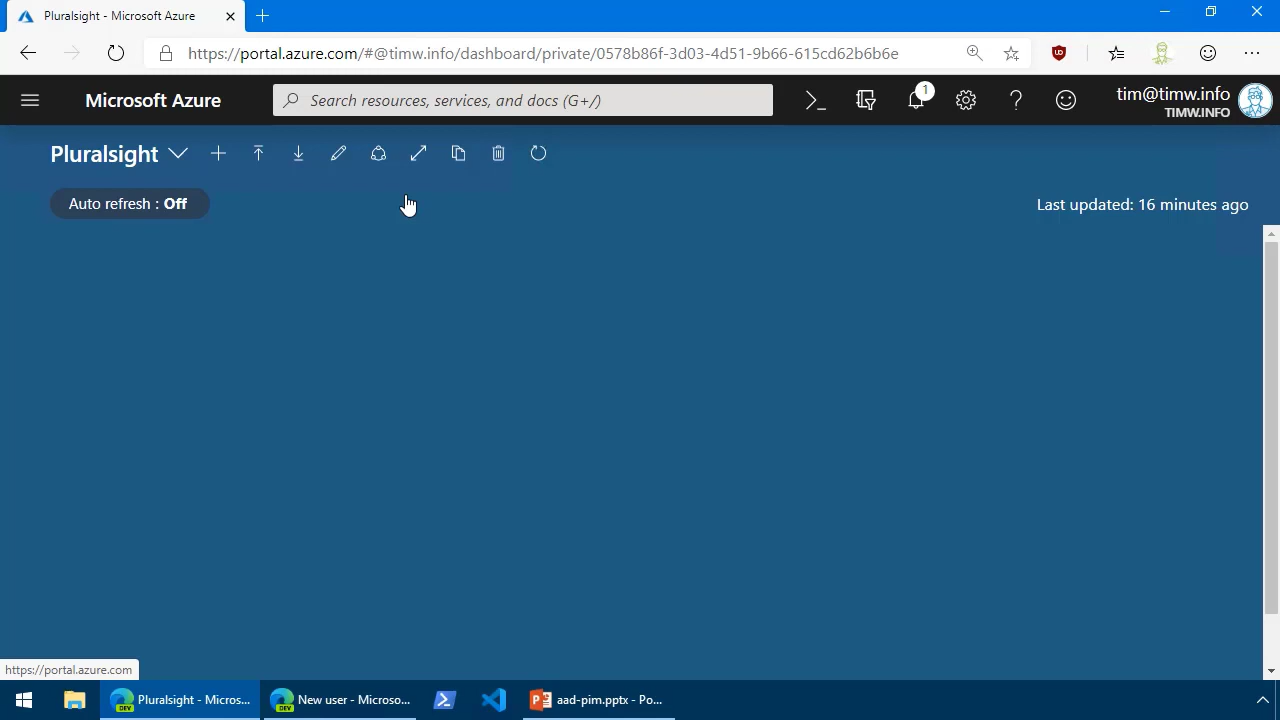 Pluralsight - Microsoft Azure
https://portal.azure.com/#@timw.info/dashboard/private/0578b86f-3d03-4d51-9b66-615cd62b6b6e
Microsoft Azure
Search resources, services, and docs (G+/)
1
tim@timw.info
TIMW.INFO
Pluralsight
Auto refresh : Off
Last updated: 16 minutes ago
https://portal.azure.com
DEV
Pluralsight - Micros...
DEV
New user - Microso...
aad-pim.pptx - Po...